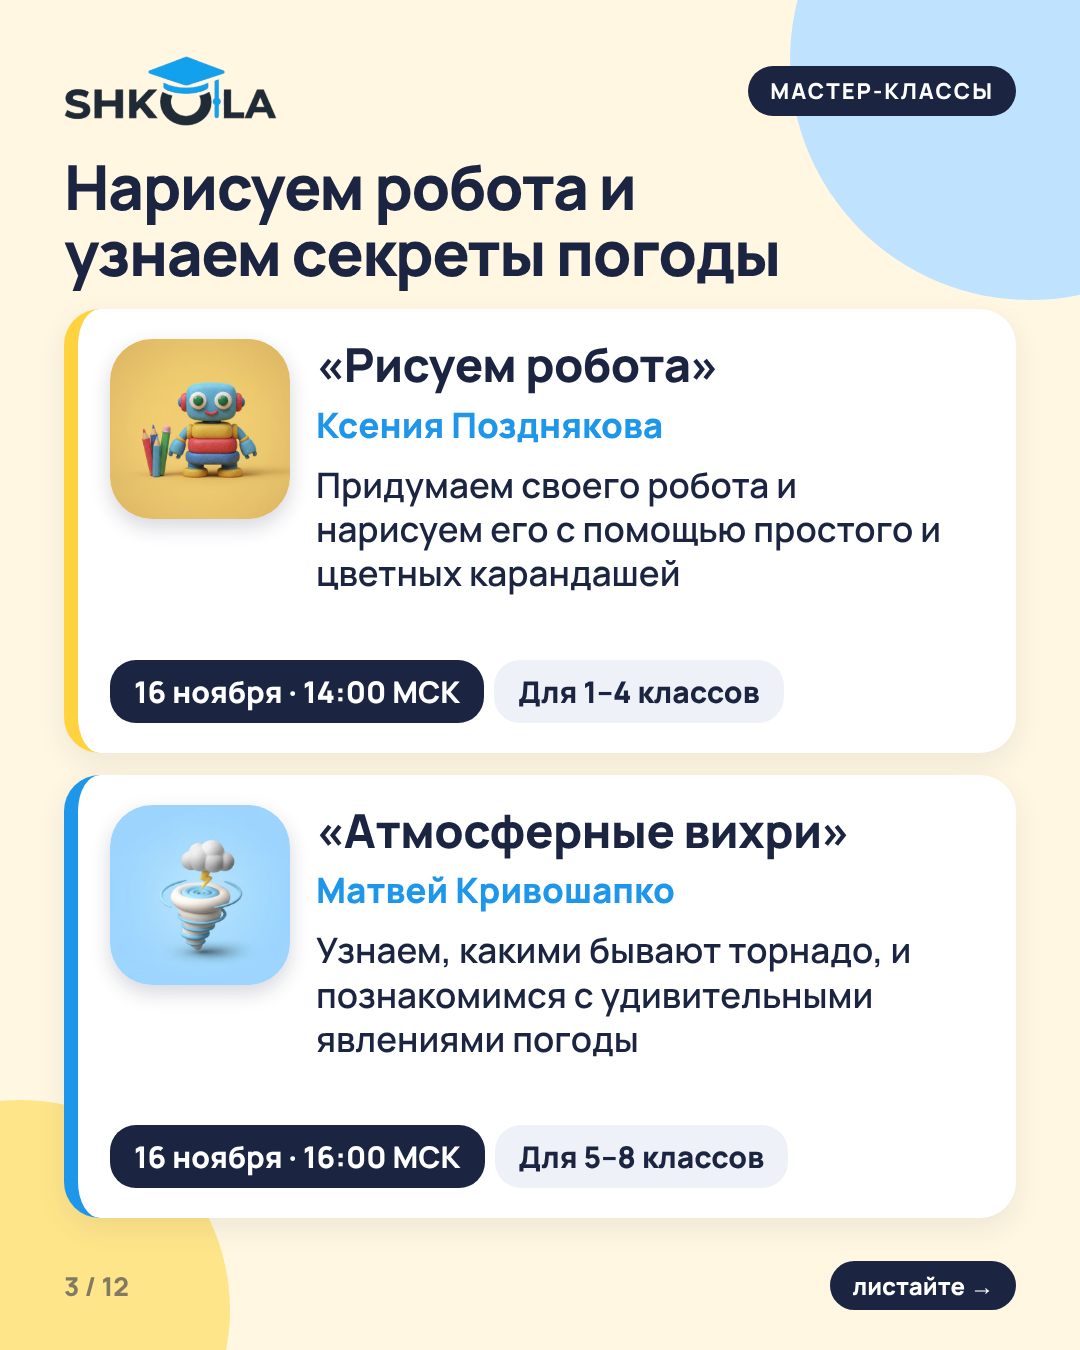 SHKOLA
МАСТЕР-КЛАССЫ
Нарисуем робота и
узнаем секреты погоды
«Рисуем робота»
Ксения Позднякова
Придумаем своего робота и
нарисуем его с помощью простого и
цветных карандашей
16 ноября · 14:00 МСК
Для 1–4 классов
«Атмосферные вихри»
Матвей Кривошапко
Узнаем, какими бывают торнадо, и
познакомимся с удивительными
явлениями погоды
16 ноября · 16:00 МСК
Для 5–8 классов
3 / 12
листайте →